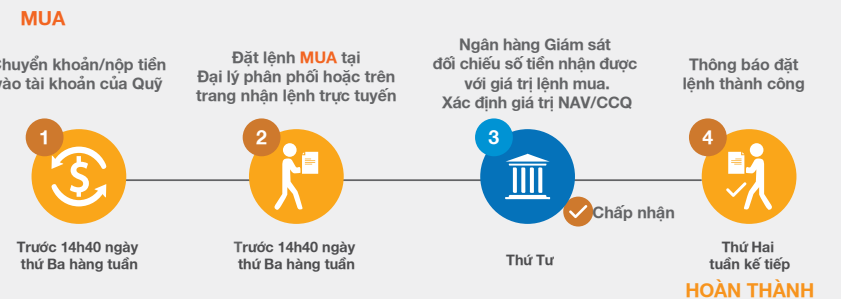 MUA
Chuyển khoản/nộp tiền
vào tài khoản của Quỹ
1
Trước 14h40 ngày
thứ Ba hàng tuần
Đặt lệnh MUA tại
Đại lý phân phối hoặc trên
trang nhận lệnh trực tuyến
2
Trước 14h40 ngày
thứ Ba hàng tuần
Ngân hàng Giám sát
đối chiếu số tiền nhận được
với giá trị lệnh mua.
Xác định giá trị NAV/CCQ
3
Chấp nhận
Thứ Tư
Thông báo đặt
lệnh thành công
4
Thứ Hai
tuần kế tiếp
HOÀN THÀNH